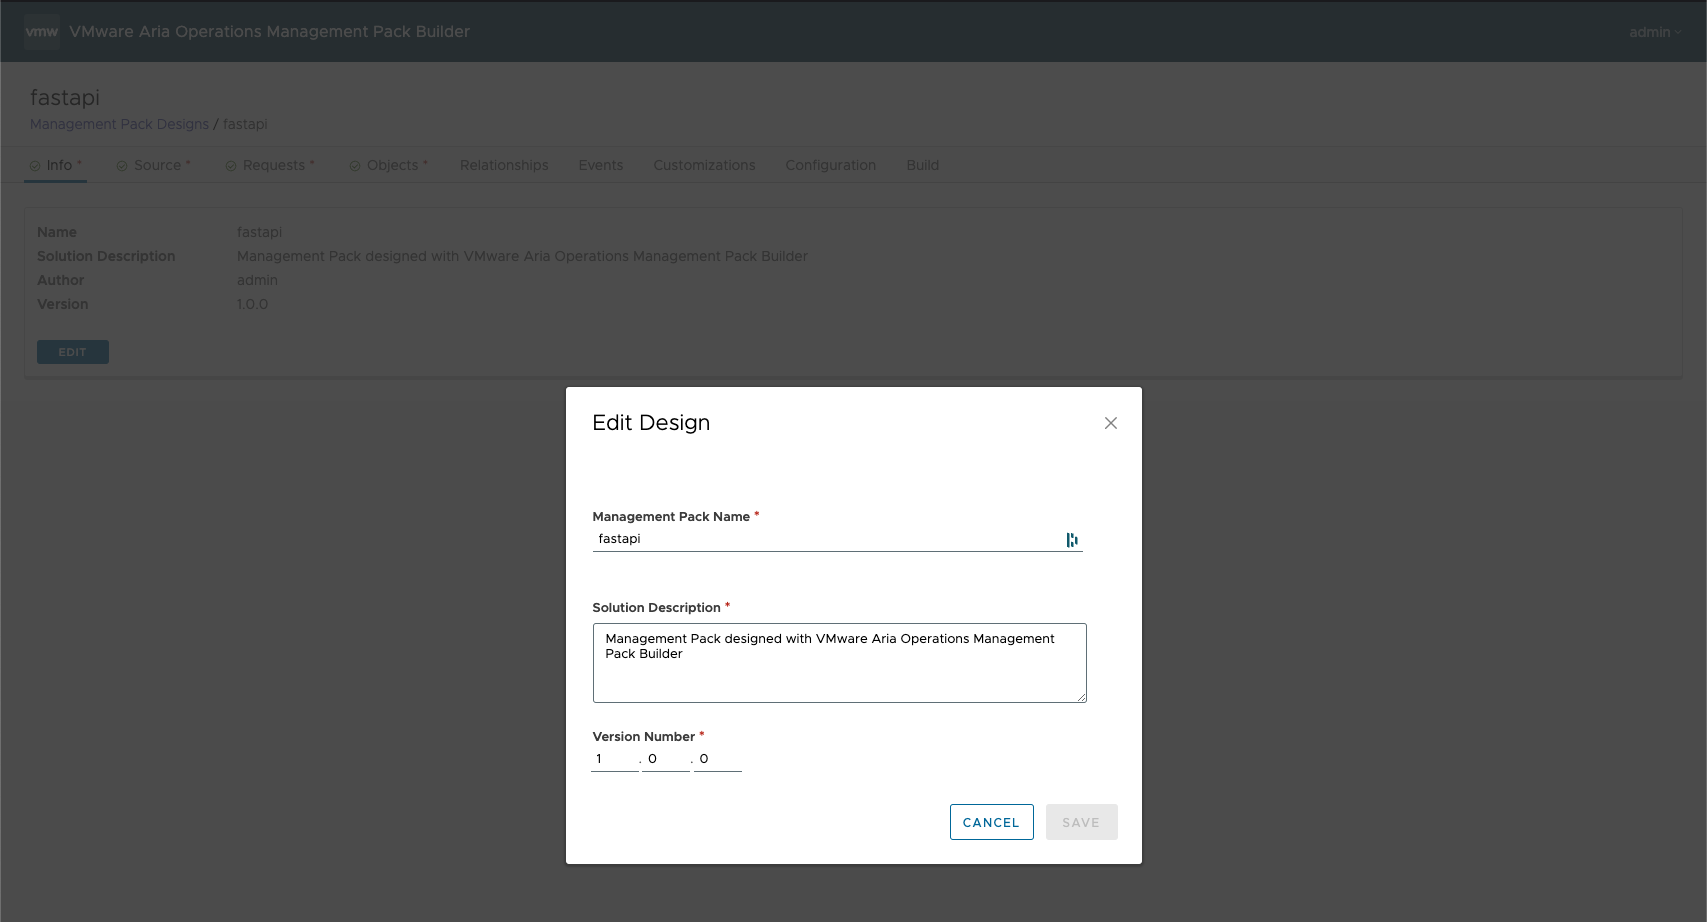 vmw VMware Aria Operations Management Pack Builder admin
fastapi
Management Pack Designs / fastapi
Info * Source * Requests * Objects * Relationships Events Customizations Configuration Build
Name fastapi
Solution Description Management Pack designed with VMware Aria Operations Management Pack Builder
Author admin
Version 1.0.0
EDIT
Edit Design
Management Pack Name *
fastapi
Solution Description *
Management Pack designed with VMware Aria Operations Management
Pack Builder
Version Number *
1 . 0 . 0
CANCEL SAVE